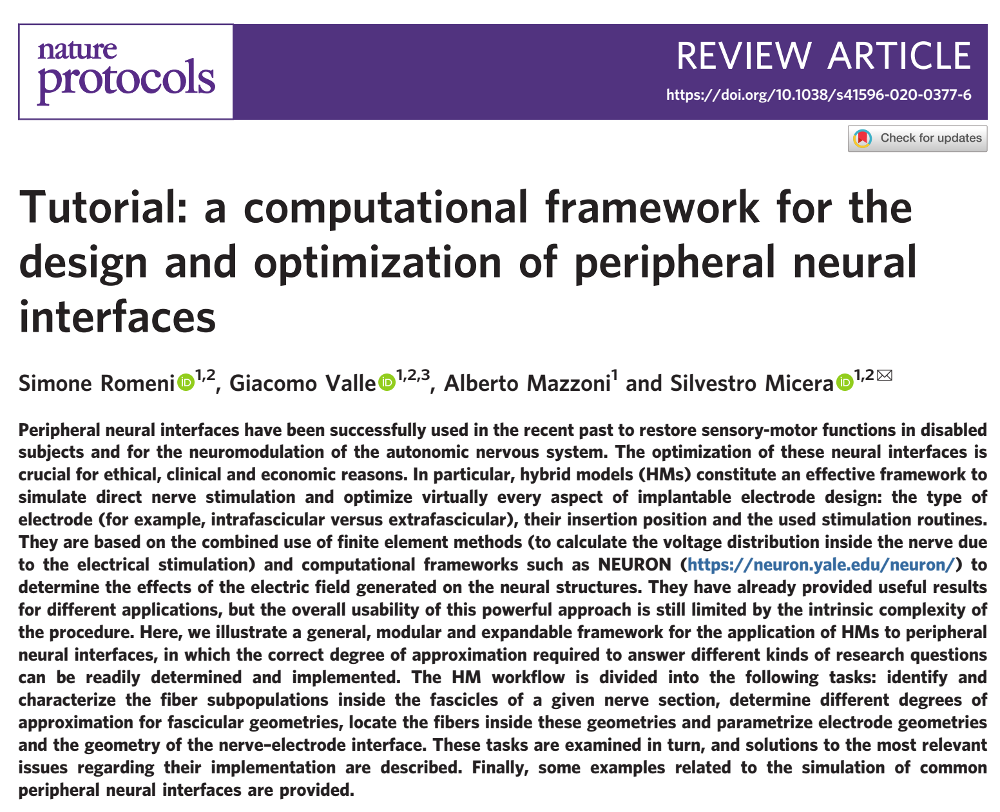 nature
protocols
REVIEW ARTICLE
https://doi.org/10.1038/s41596-020-0377-6
Check for updates
Tutorial: a computational framework for the
design and optimization of peripheral neural
interfaces
Simone Romeni iD 1,2, Giacomo Valle iD 1,2,3, Alberto Mazzoni1 and Silvestro Micera iD 1,2✉
Peripheral neural interfaces have been successfully used in the recent past to restore sensory-motor functions in disabled
subjects and for the neuromodulation of the autonomic nervous system. The optimization of these neural interfaces is
crucial for ethical, clinical and economic reasons. In particular, hybrid models (HMs) constitute an effective framework to
simulate direct nerve stimulation and optimize virtually every aspect of implantable electrode design: the type of
electrode (for example, intrafascicular versus extrafascicular), their insertion position and the used stimulation routines.
They are based on the combined use of finite element methods (to calculate the voltage distribution inside the nerve due
to the electrical stimulation) and computational frameworks such as NEURON (https://neuron.yale.edu/neuron/) to
determine the effects of the electric field generated on the neural structures. They have already provided useful results
for different applications, but the overall usability of this powerful approach is still limited by the intrinsic complexity of
the procedure. Here, we illustrate a general, modular and expandable framework for the application of HMs to peripheral
neural interfaces, in which the correct degree of approximation required to answer different kinds of research questions
can be readily determined and implemented. The HM workflow is divided into the following tasks: identify and
characterize the fiber subpopulations inside the fascicles of a given nerve section, determine different degrees of
approximation for fascicular geometries, locate the fibers inside these geometries and parametrize electrode geometries
and the geometry of the nerve–electrode interface. These tasks are examined in turn, and solutions to the most relevant
issues regarding their implementation are described. Finally, some examples related to the simulation of common
peripheral neural interfaces are provided.